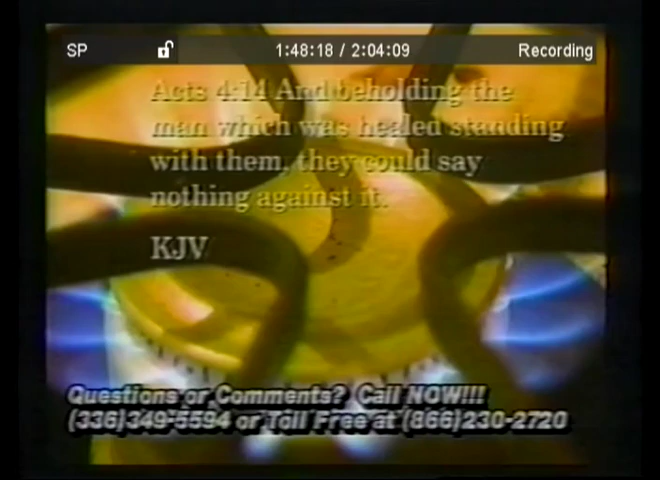 SP 1:48:18 / 2:04:09 Recording
Acts 4:14 And beholding the
man which was healed standing
with them, they could say
nothing against it.
KJV
Questions or Comments? Call NOW!!!
(336)349-5594 or Toll Free at (866)230-2720